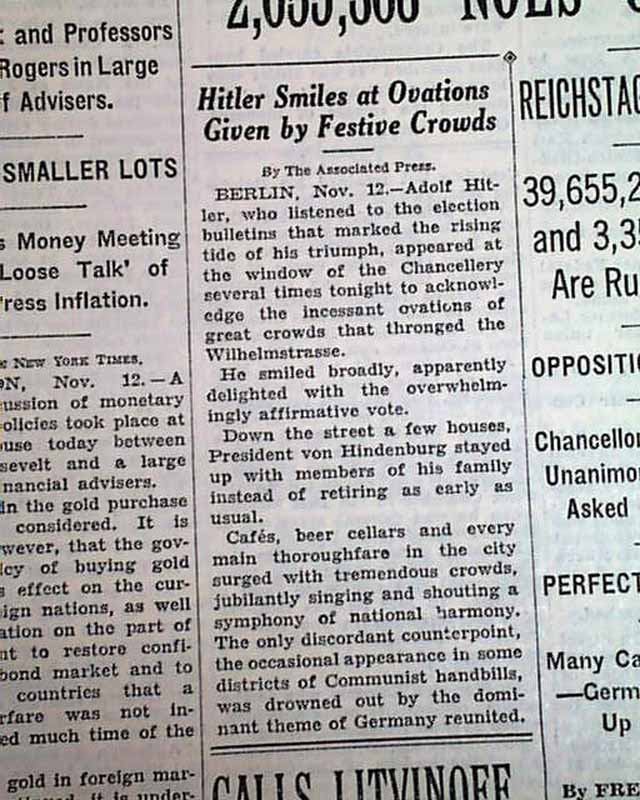 and Professors
Rogers in Large
f Advisers.
SMALLER LOTS
s Money Meeting
Loose Talk' of
ress Inflation.
NEW YORK TIMES.
ON, Nov. 12.—A
ussion of monetary
olicies took place at
use today between
sevelt and a large
nancial advisers.
in the gold purchase
considered. It is
wever, that the gov-
icy of buying gold
s effect on the cur-
ign nations, as well
ation on the part of
nt to restore confi-
bond market and to
countries that a
rfare was not in-
ed much time of the
gold in foreign mar-
it is under-
Hitler Smiles at Ovations
Given by Festive Crowds
By The Associated Press.
BERLIN, Nov. 12.—Adolf Hit-
ler, who listened to the election
bulletins that marked the rising
tide of his triumph, appeared at
the window of the Chancellery
several times tonight to acknowl-
edge the incessant ovations of
great crowds that thronged the
Wilhelmstrasse.
He smiled broadly, apparently
delighted with the overwhelm-
ingly affirmative vote.
Down the street a few houses,
President von Hindenburg stayed
up with members of his family
instead of retiring as early as
usual.
Cafés, beer cellars and every
main thoroughfare in the city
surged with tremendous crowds,
jubilantly singing and shouting a
symphony of national harmony.
The only discordant counterpoint,
the occasional appearance in some
districts of Communist handbills,
was drowned out by the domi-
nant theme of Germany reunited.
CALLS LITVINOFF
REICHSTAG
39,655,2
and 3,35
Are Ru
OPPOSITIO
Chancellor
Unanimou
Asked
PERFECT
Many Ca
—Germ
Up
By FRE